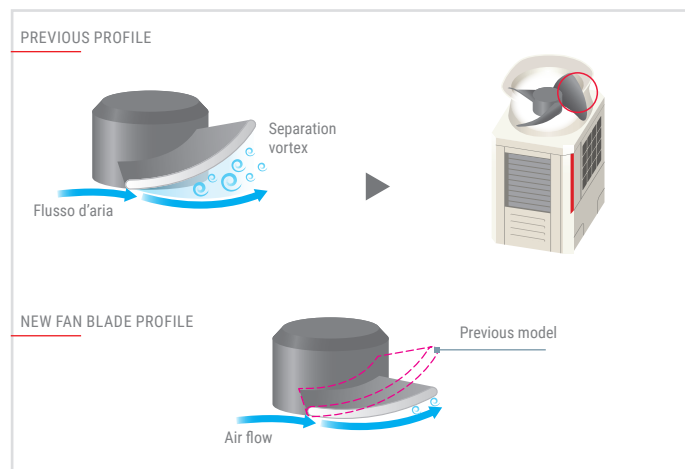 PREVIOUS PROFILE
Separation
vortex
Flusso d'aria
NEW FAN BLADE PROFILE
Previous model
Air flow